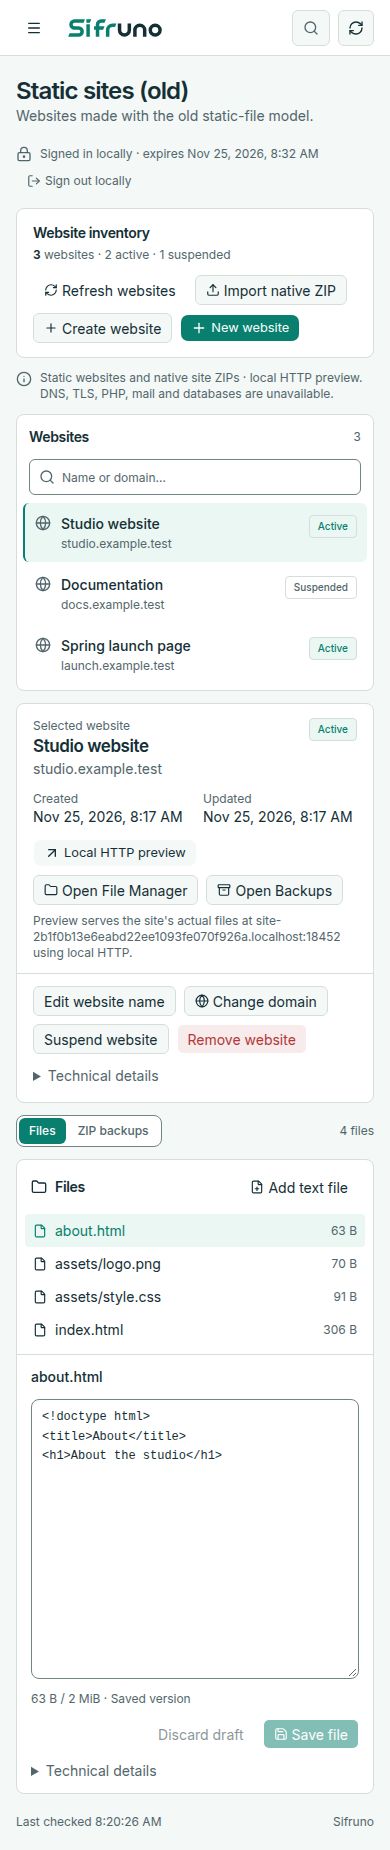 Sifruno
Static sites (old)
Websites made with the old static-file model.
Signed in locally · expires Nov 25, 2026, 8:32 AM
Sign out locally
Website inventory
3 websites · 2 active · 1 suspended
Refresh websites
Import native ZIP
Create website
New website
Static websites and native site ZIPs · local HTTP preview.
DNS, TLS, PHP, mail and databases are unavailable.
Websites 3
Name or domain...
Studio website Active
studio.example.test
Documentation Suspended
docs.example.test
Spring launch page Active
launch.example.test
Selected website Active
Studio website
studio.example.test
Created Updated
Nov 25, 2026, 8:17 AM Nov 25, 2026, 8:17 AM
Local HTTP preview
Open File Manager Open Backups
Preview serves the site's actual files at site-
2b1f0b13e6eabd22ee1093fe070f926a.localhost:18452
using local HTTP.
Edit website name Change domain
Suspend website Remove website
Technical details
Files ZIP backups 4 files
Files Add text file
about.html 63 B
assets/logo.png 70 B
assets/style.css 91 B
index.html 306 B
about.html
<!doctype html>
<title>About</title>
<h1>About the studio</h1>
63 B / 2 MiB · Saved version
Discard draft Save file
Technical details
Last checked 8:20:26 AM Sifruno